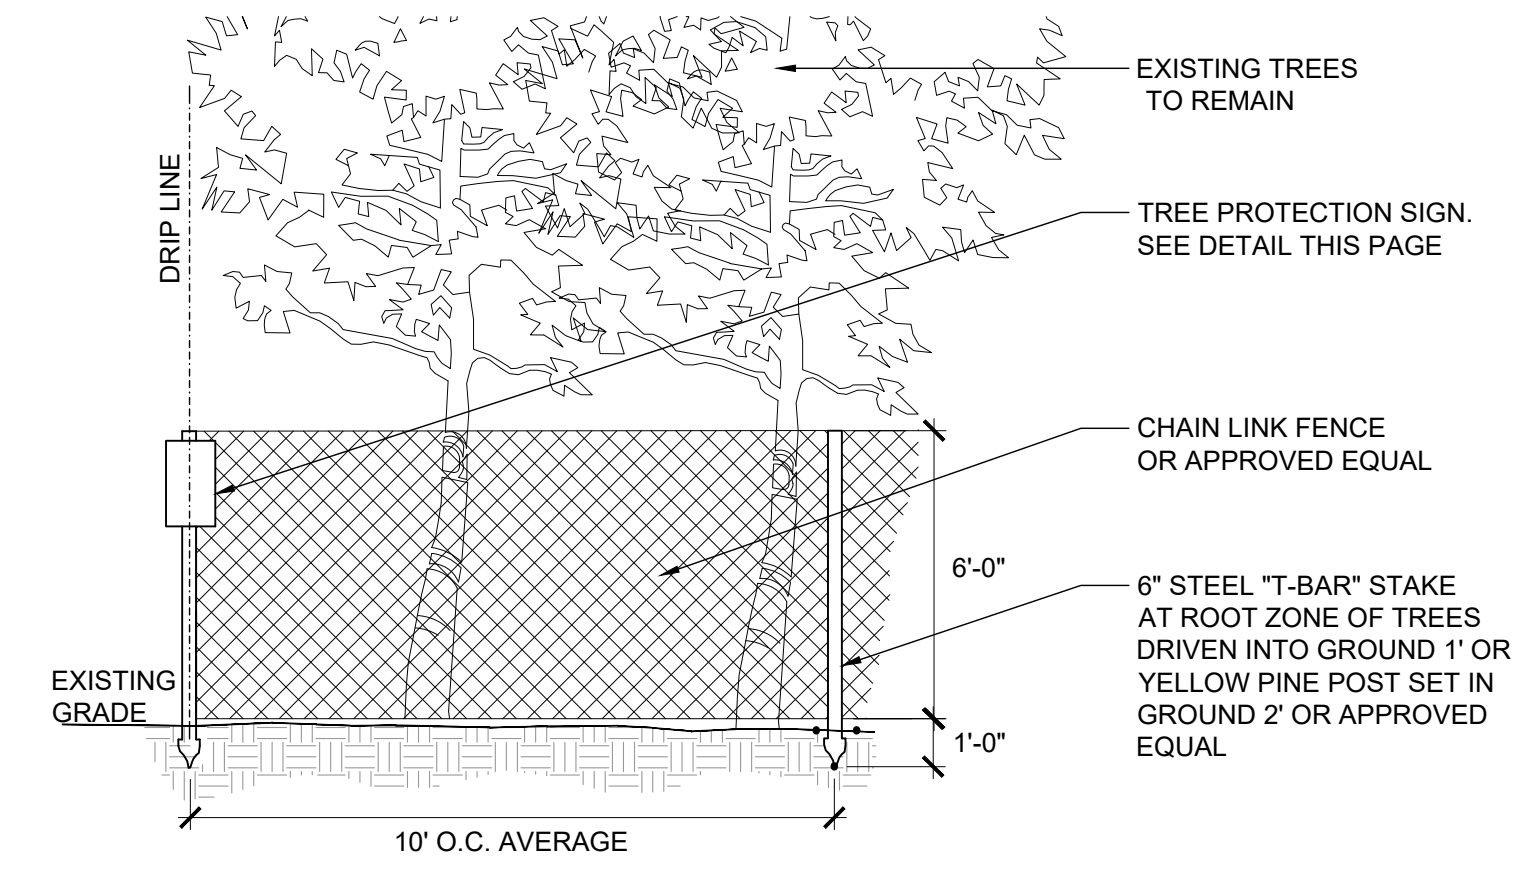 EXISTING TREES
TO REMAIN
DRIP LINE
TREE PROTECTION SIGN.
SEE DETAIL THIS PAGE
CHAIN LINK FENCE
OR APPROVED EQUAL
6'-0"
6" STEEL "T-BAR" STAKE
AT ROOT ZONE OF TREES
DRIVEN INTO GROUND 1' OR
YELLOW PINE POST SET IN
GROUND 2' OR APPROVED
EQUAL
EXISTING
GRADE
1'-0"
10' O.C. AVERAGE